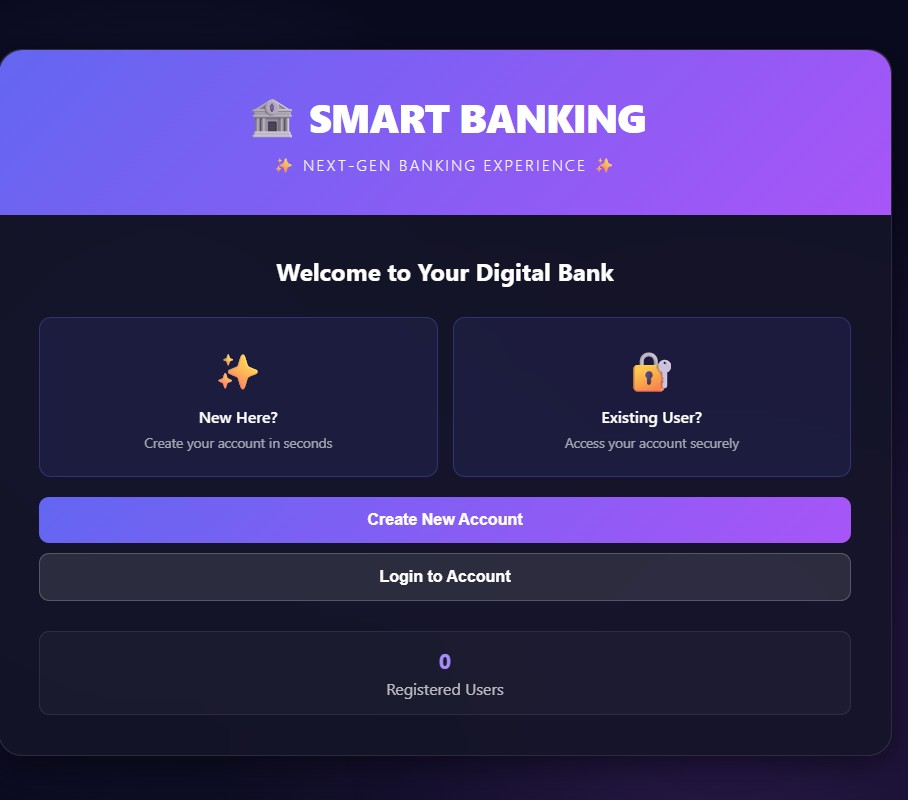 SMART BANKING
NEXT-GEN BANKING EXPERIENCE
Welcome to Your Digital Bank
New Here?
Create your account in seconds
Existing User?
Access your account securely
Create New Account
Login to Account
0
Registered Users